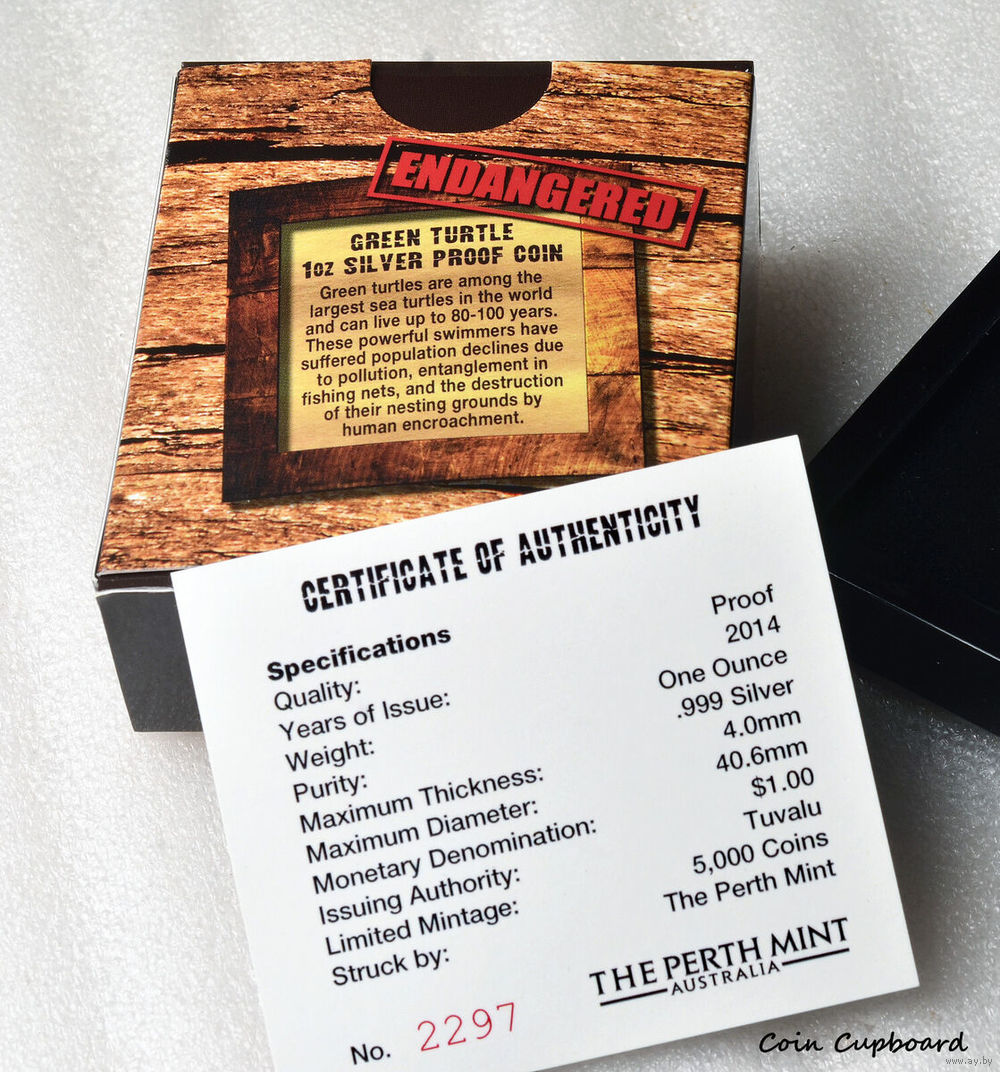 ENDANGERED
GREEN TURTLE
1oz SILVER PROOF COIN
Green turtles are among the
largest sea turtles in the world
and can live up to 80-100 years.
These powerful swimmers have
suffered population declines due
to pollution, entanglement in
fishing nets, and the destruction
of their nesting grounds by
human encroachment.
CERTIFICATE OF AUTHENTICITY
Specifications
Quality: Proof
Years of Issue: 2014
Weight: One Ounce
Purity: .999 Silver
Maximum Thickness: 4.0mm
Maximum Diameter: 40.6mm
Monetary Denomination: $1.00
Issuing Authority: Tuvalu
Limited Mintage: 5,000 Coins
Struck by: The Perth Mint
THE PERTH MINT
AUSTRALIA
No. 2297
Coin Cupboard
www.ay.by